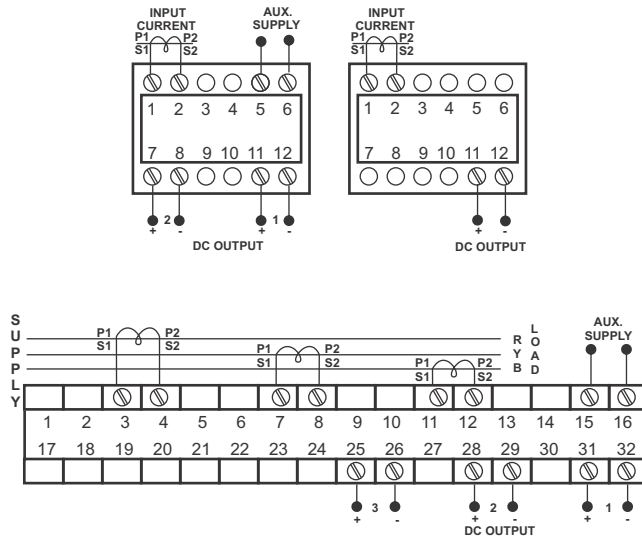 INPUT CURRENT
AUX. SUPPLY
P1 P2
S1 S2
1 2 3 4 5 6
7 8 9 10 11 12
2 1
+ - + -
DC OUTPUT
INPUT CURRENT
P1 P2
S1 S2
1 2 3 4 5 6
7 8 9 10 11 12
+ -
DC OUTPUT
SUPPLY
P1 P2
S1 S2
P1 P2
S1 S2
P1 P2
S1 S2
R Y B
LOAD
AUX. SUPPLY
1 2 3 4 5 6 7 8 9 10 11 12 13 14 15 16
17 18 19 20 21 22 23 24 25 26 27 28 29 30 31 32
3 2 1
+ - + - + -
DC OUTPUT